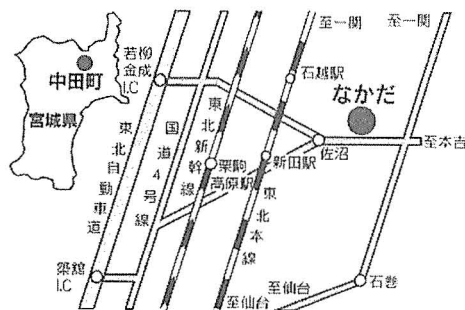 中田町
宮城県
若柳
金成
I.C
東北自動車道
築舘
I.C
国道4号線
東北新幹線
栗駒
高原駅
東北本線
石越駅
新田駅
至一関
至一関
なかだ
佐沼
至本吉
石巻
至仙台
至仙台